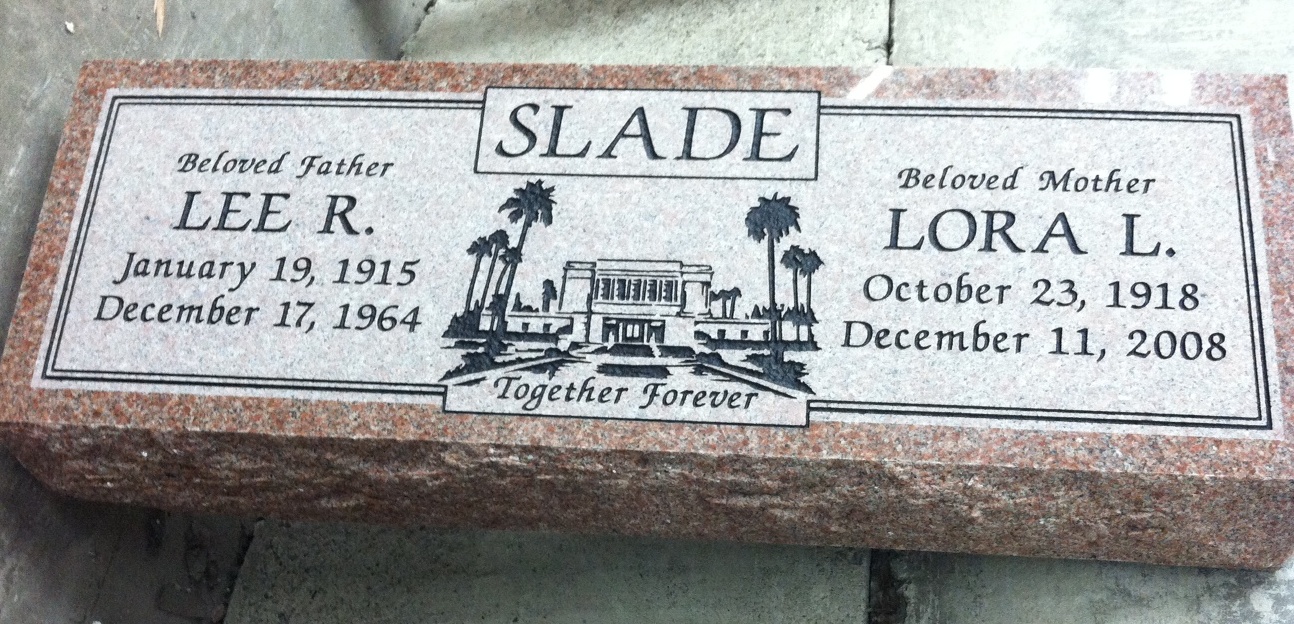 SLADE
Beloved Father
LEE R.
January 19, 1915
December 17, 1964
Beloved Mother
LORA L.
October 23, 1918
December 11, 2008
Together Forever